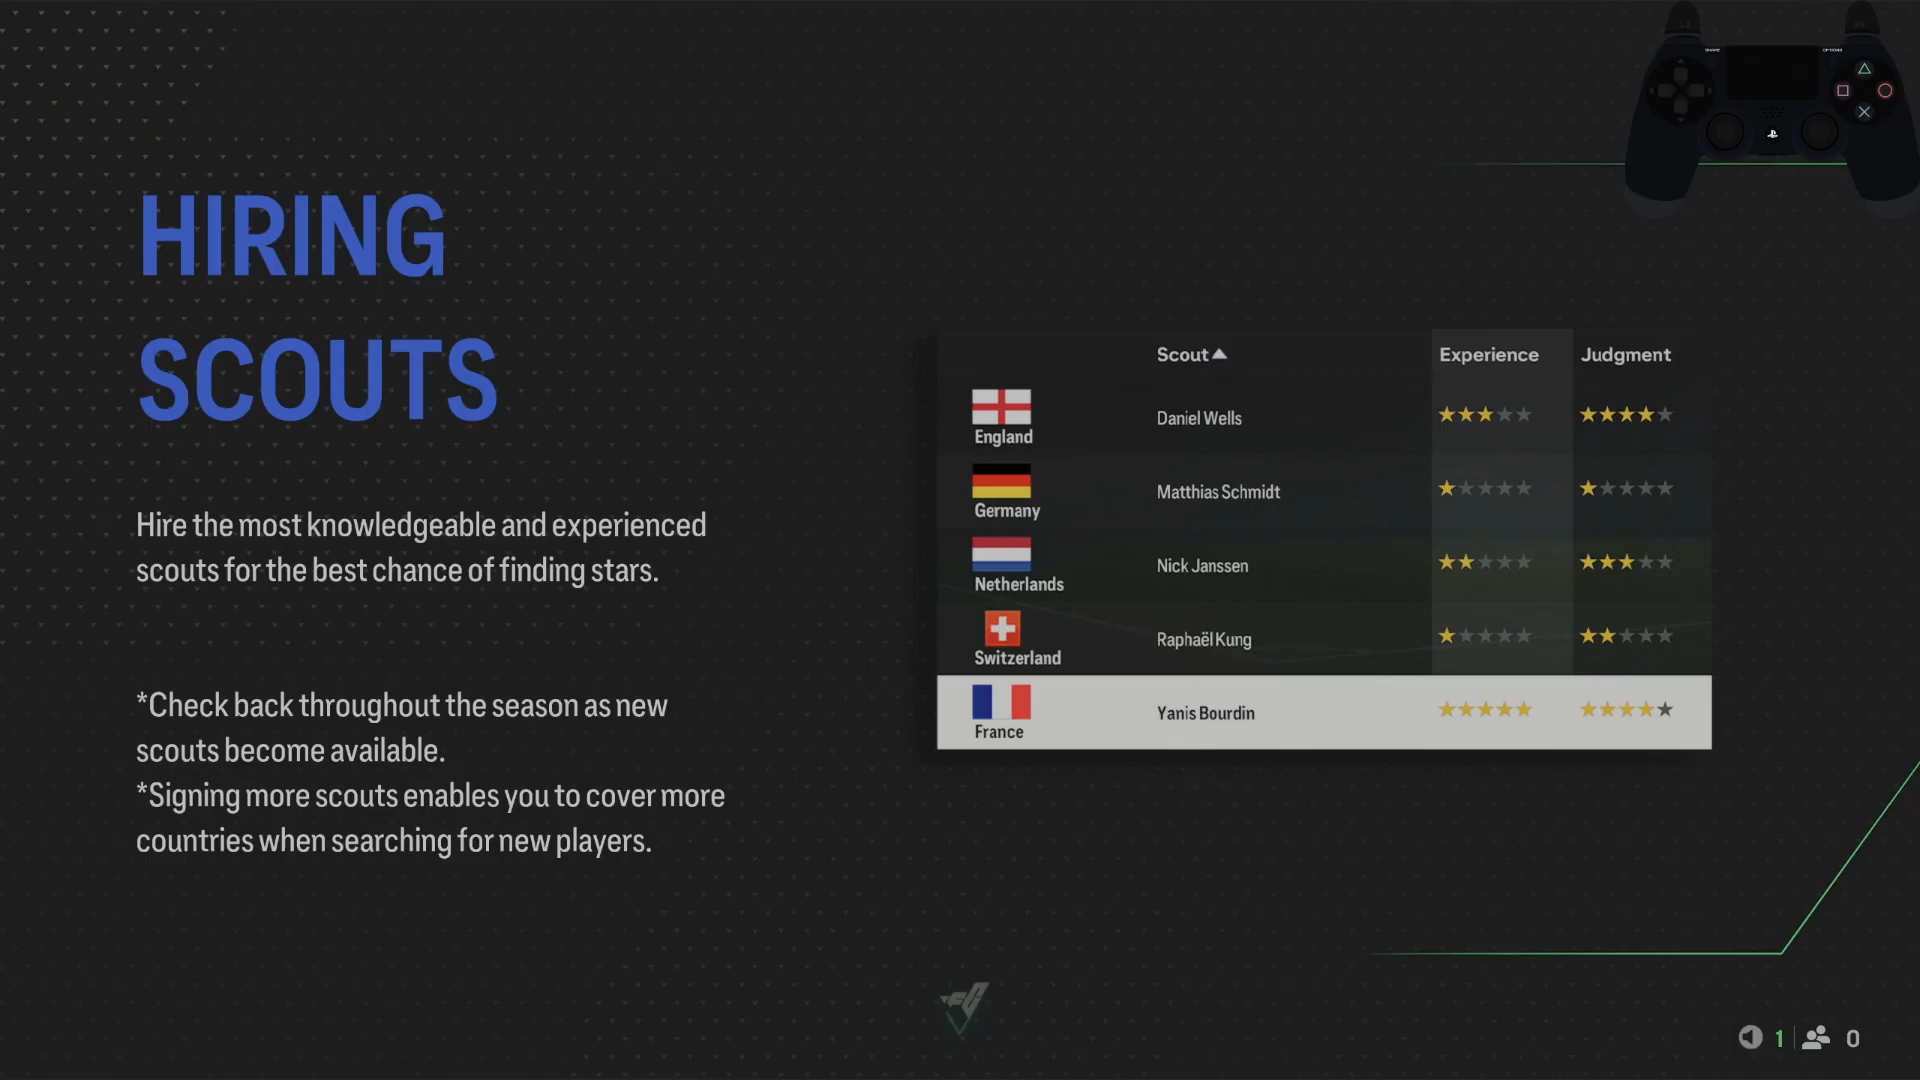 HIRING
SCOUTS
Hire the most knowledgeable and experienced
scouts for the best chance of finding stars.
*Check back throughout the season as new
scouts become available.
*Signing more scouts enables you to cover more
countries when searching for new players.
Scout Experience Judgment
England Daniel Wells
Germany Matthias Schmidt
Netherlands Nick Janssen
Switzerland Raphaël Kung
France Yanis Bourdin
1 0